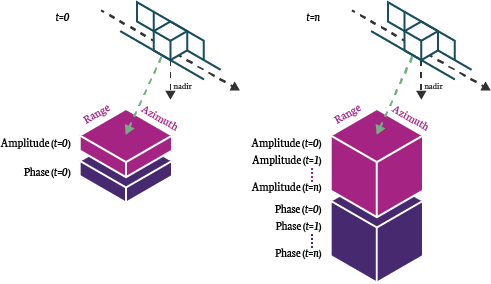 t=0
nadir
Range
Azimuth
Amplitude (t=0)
Phase (t=0)
t=n
nadir
Range
Azimuth
Amplitude (t=0)
Amplitude (t=1)
Amplitude (t=n)
Phase (t=0)
Phase (t=1)
Phase (t=n)